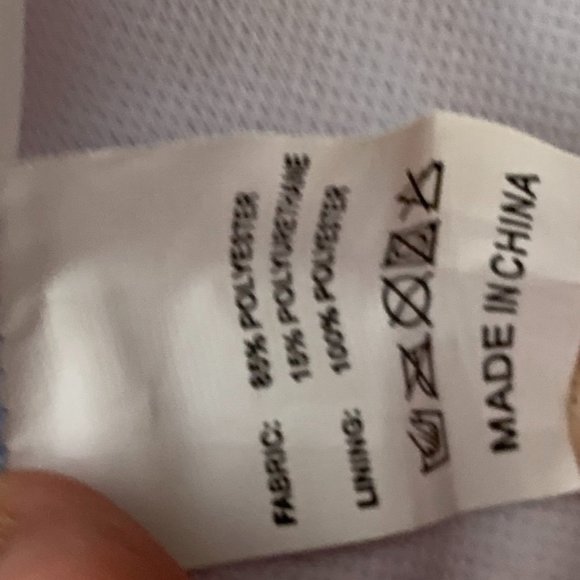 FABRIC: 85% POLYESTER
15% POLYURETHANE
LINING: 100% POLYESTER
MADE IN CHINA